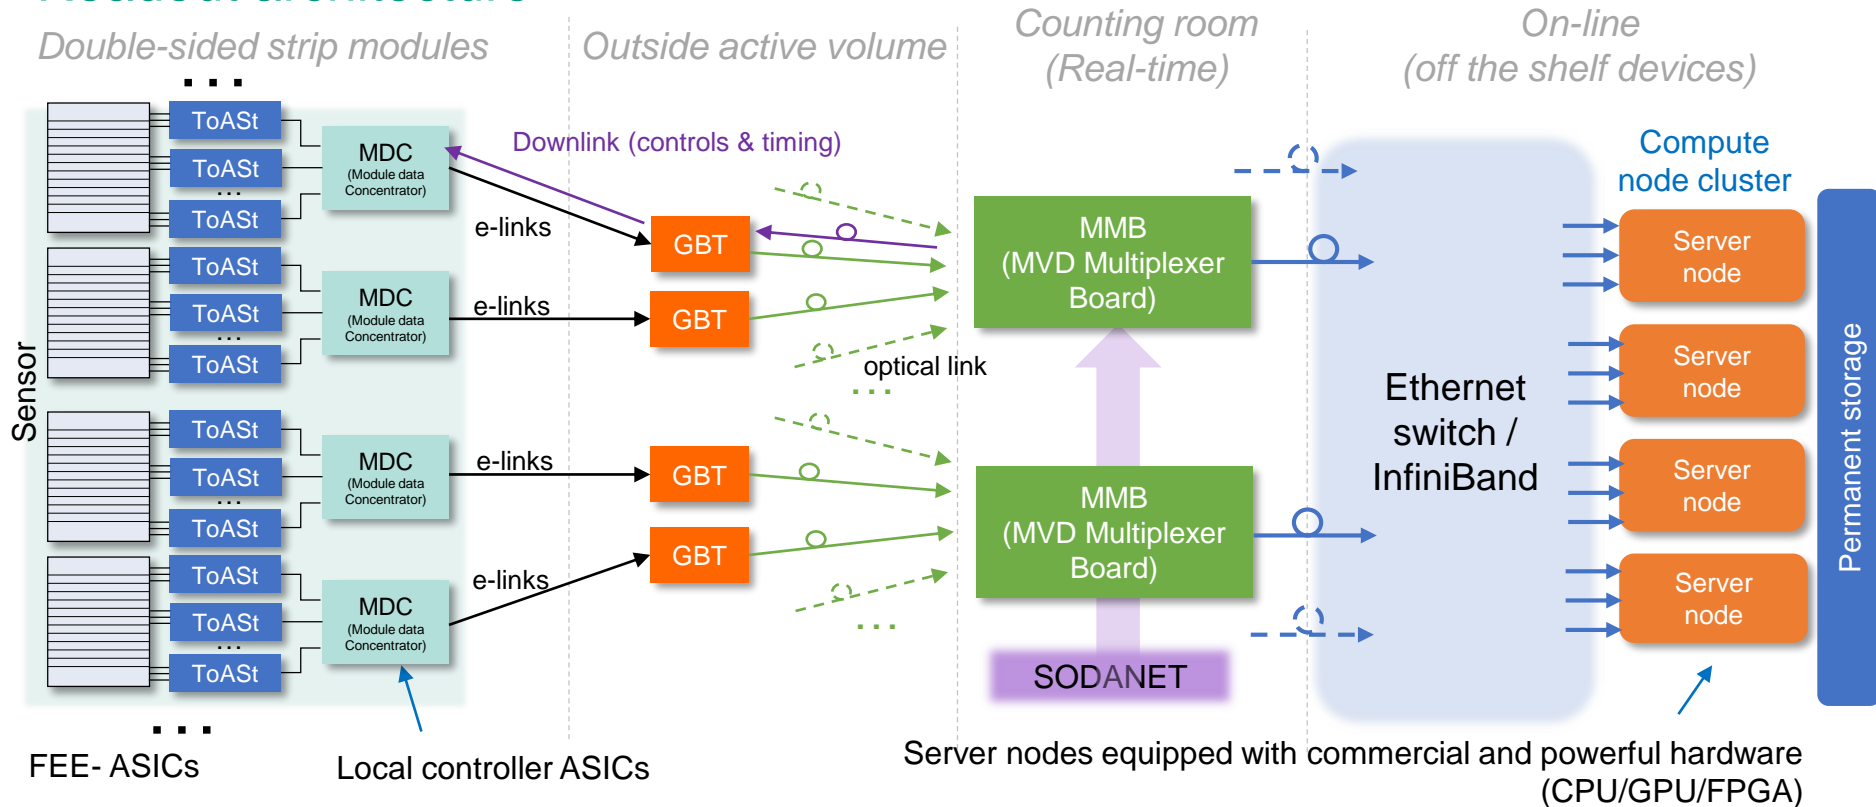 Double-sided strip modules
Outside active volume
Counting room
(Real-time)
On-line
(off the shelf devices)
...
ToASt
ToASt
...
ToASt
MDC
(Module data
Concentrator)
Downlink (controls & timing)
e-links
GBT
MMB
(MVD Multiplexer
Board)
Compute
node cluster
Server
node
ToASt
ToASt
...
ToASt
MDC
(Module data
Concentrator)
e-links
GBT
optical link
...
Server
node
Sensor
Ethernet
switch /
InfiniBand
Permanent storage
ToASt
ToASt
...
ToASt
MDC
(Module data
Concentrator)
e-links
GBT
MMB
(MVD Multiplexer
Board)
Server
node
ToASt
ToASt
...
ToASt
MDC
(Module data
Concentrator)
e-links
GBT
...
Server
node
SODANET
...
FEE- ASICs
Local controller ASICs
Server nodes equipped with commercial and powerful hardware
(CPU/GPU/FPGA)